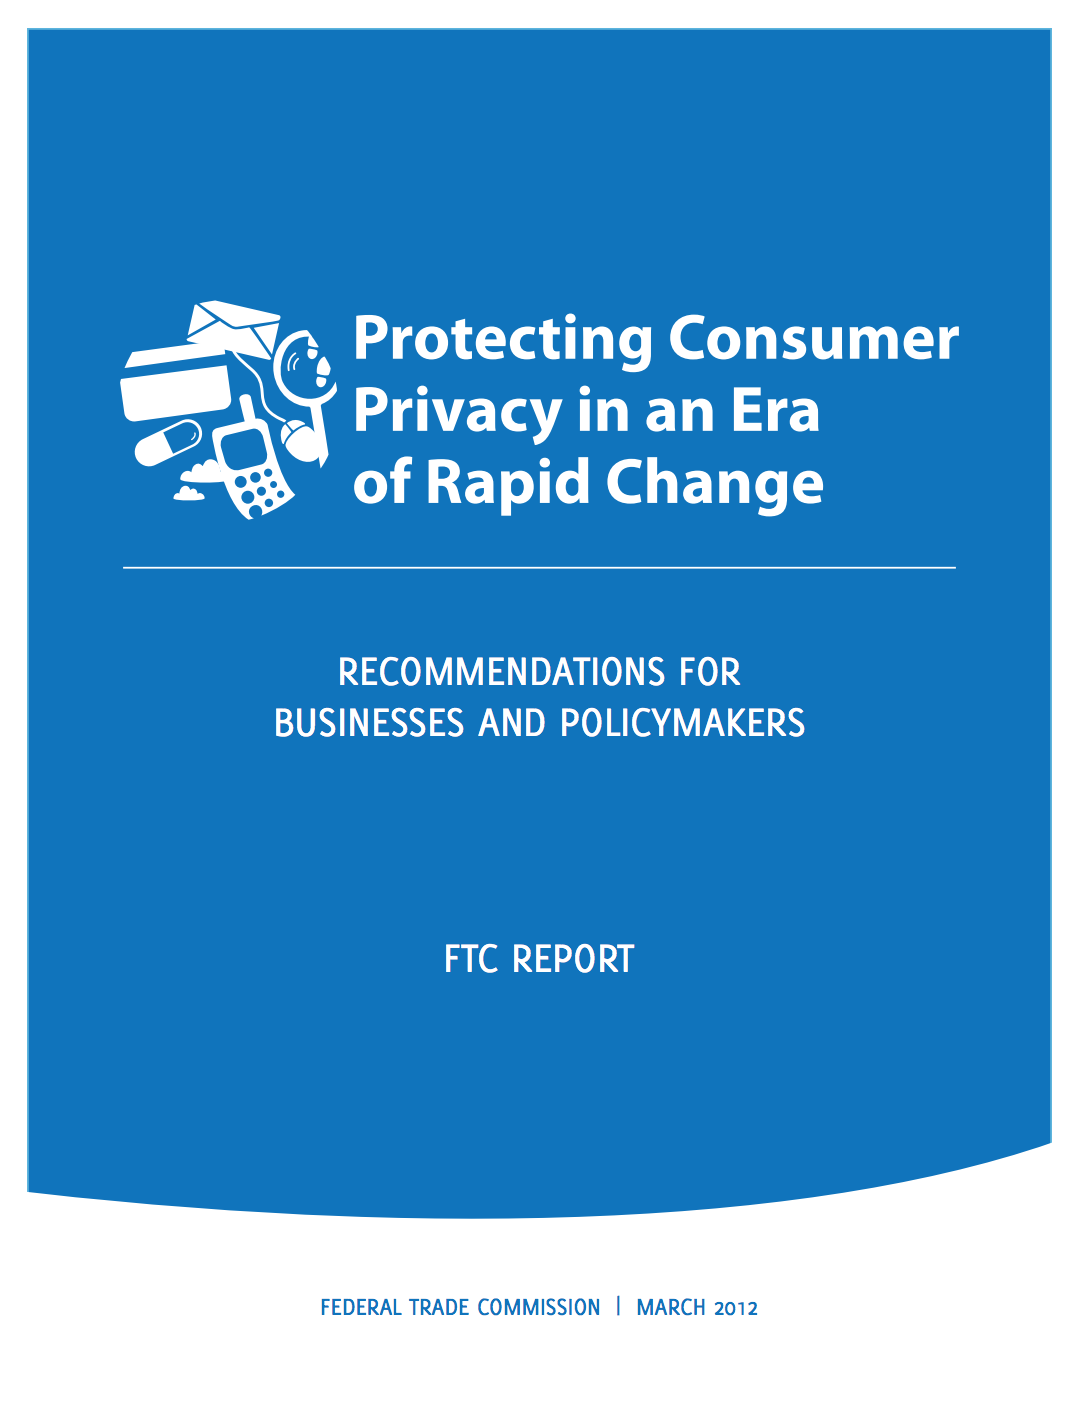 Protecting Consumer
Privacy in an Era
of Rapid Change
RECOMMENDATIONS FOR
BUSINESSES AND POLICYMAKERS
FTC REPORT
FEDERAL TRADE COMMISSION | MARCH 2012